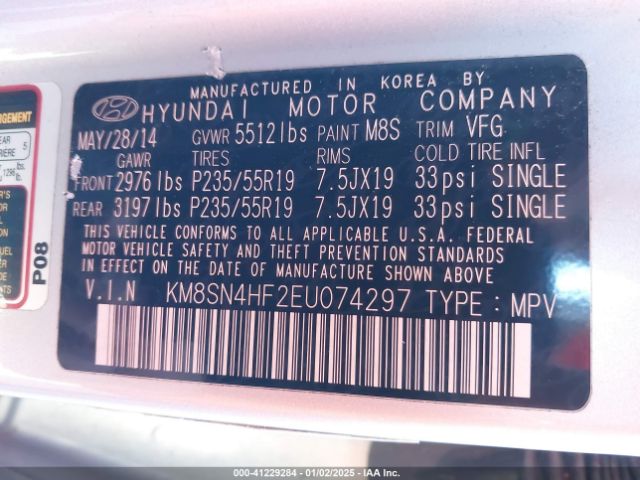 MANUFACTURED IN KOREA BY
HYUNDAI MOTOR COMPANY
MAY/28/14 GVWR 5512lbs PAINT M8S TRIM VFG
GAWR TIRES RIMS COLD TIRE INFL
FRONT 2976lbs P235/55R19 7.5JX19 33psi SINGLE
REAR 3197lbs P235/55R19 7.5JX19 33psi SINGLE
THIS VEHICLE CONFORMS TO ALL APPLICABLE U.S.A. FEDERAL
MOTOR VEHICLE SAFETY AND THEFT PREVENTION STANDARDS
IN EFFECT ON THE DATE OF MANUFACTURE SHOWN ABOVE
V.I.N KM8SN4HF2EU074297 TYPE: MPV
P08
000-41229284 - 01/02/2025 - IAA Inc.